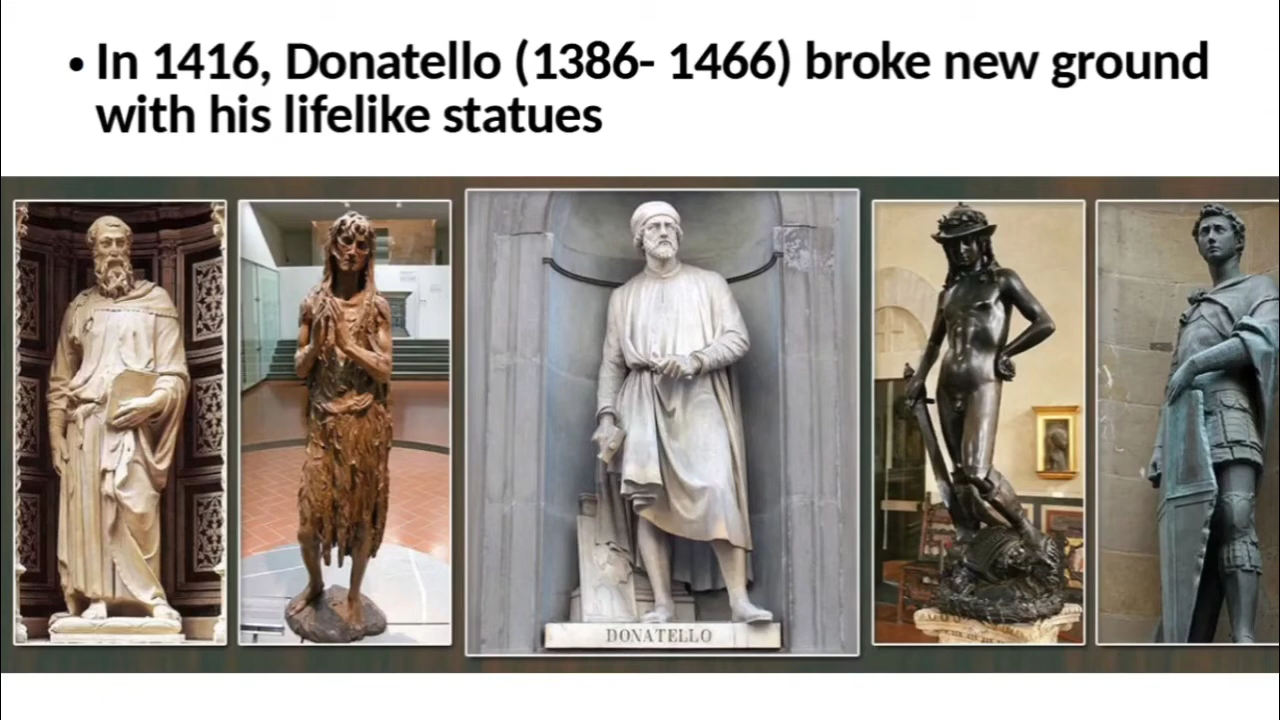 • In 1416, Donatello (1386- 1466) broke new ground
with his lifelike statues
DONATELLO